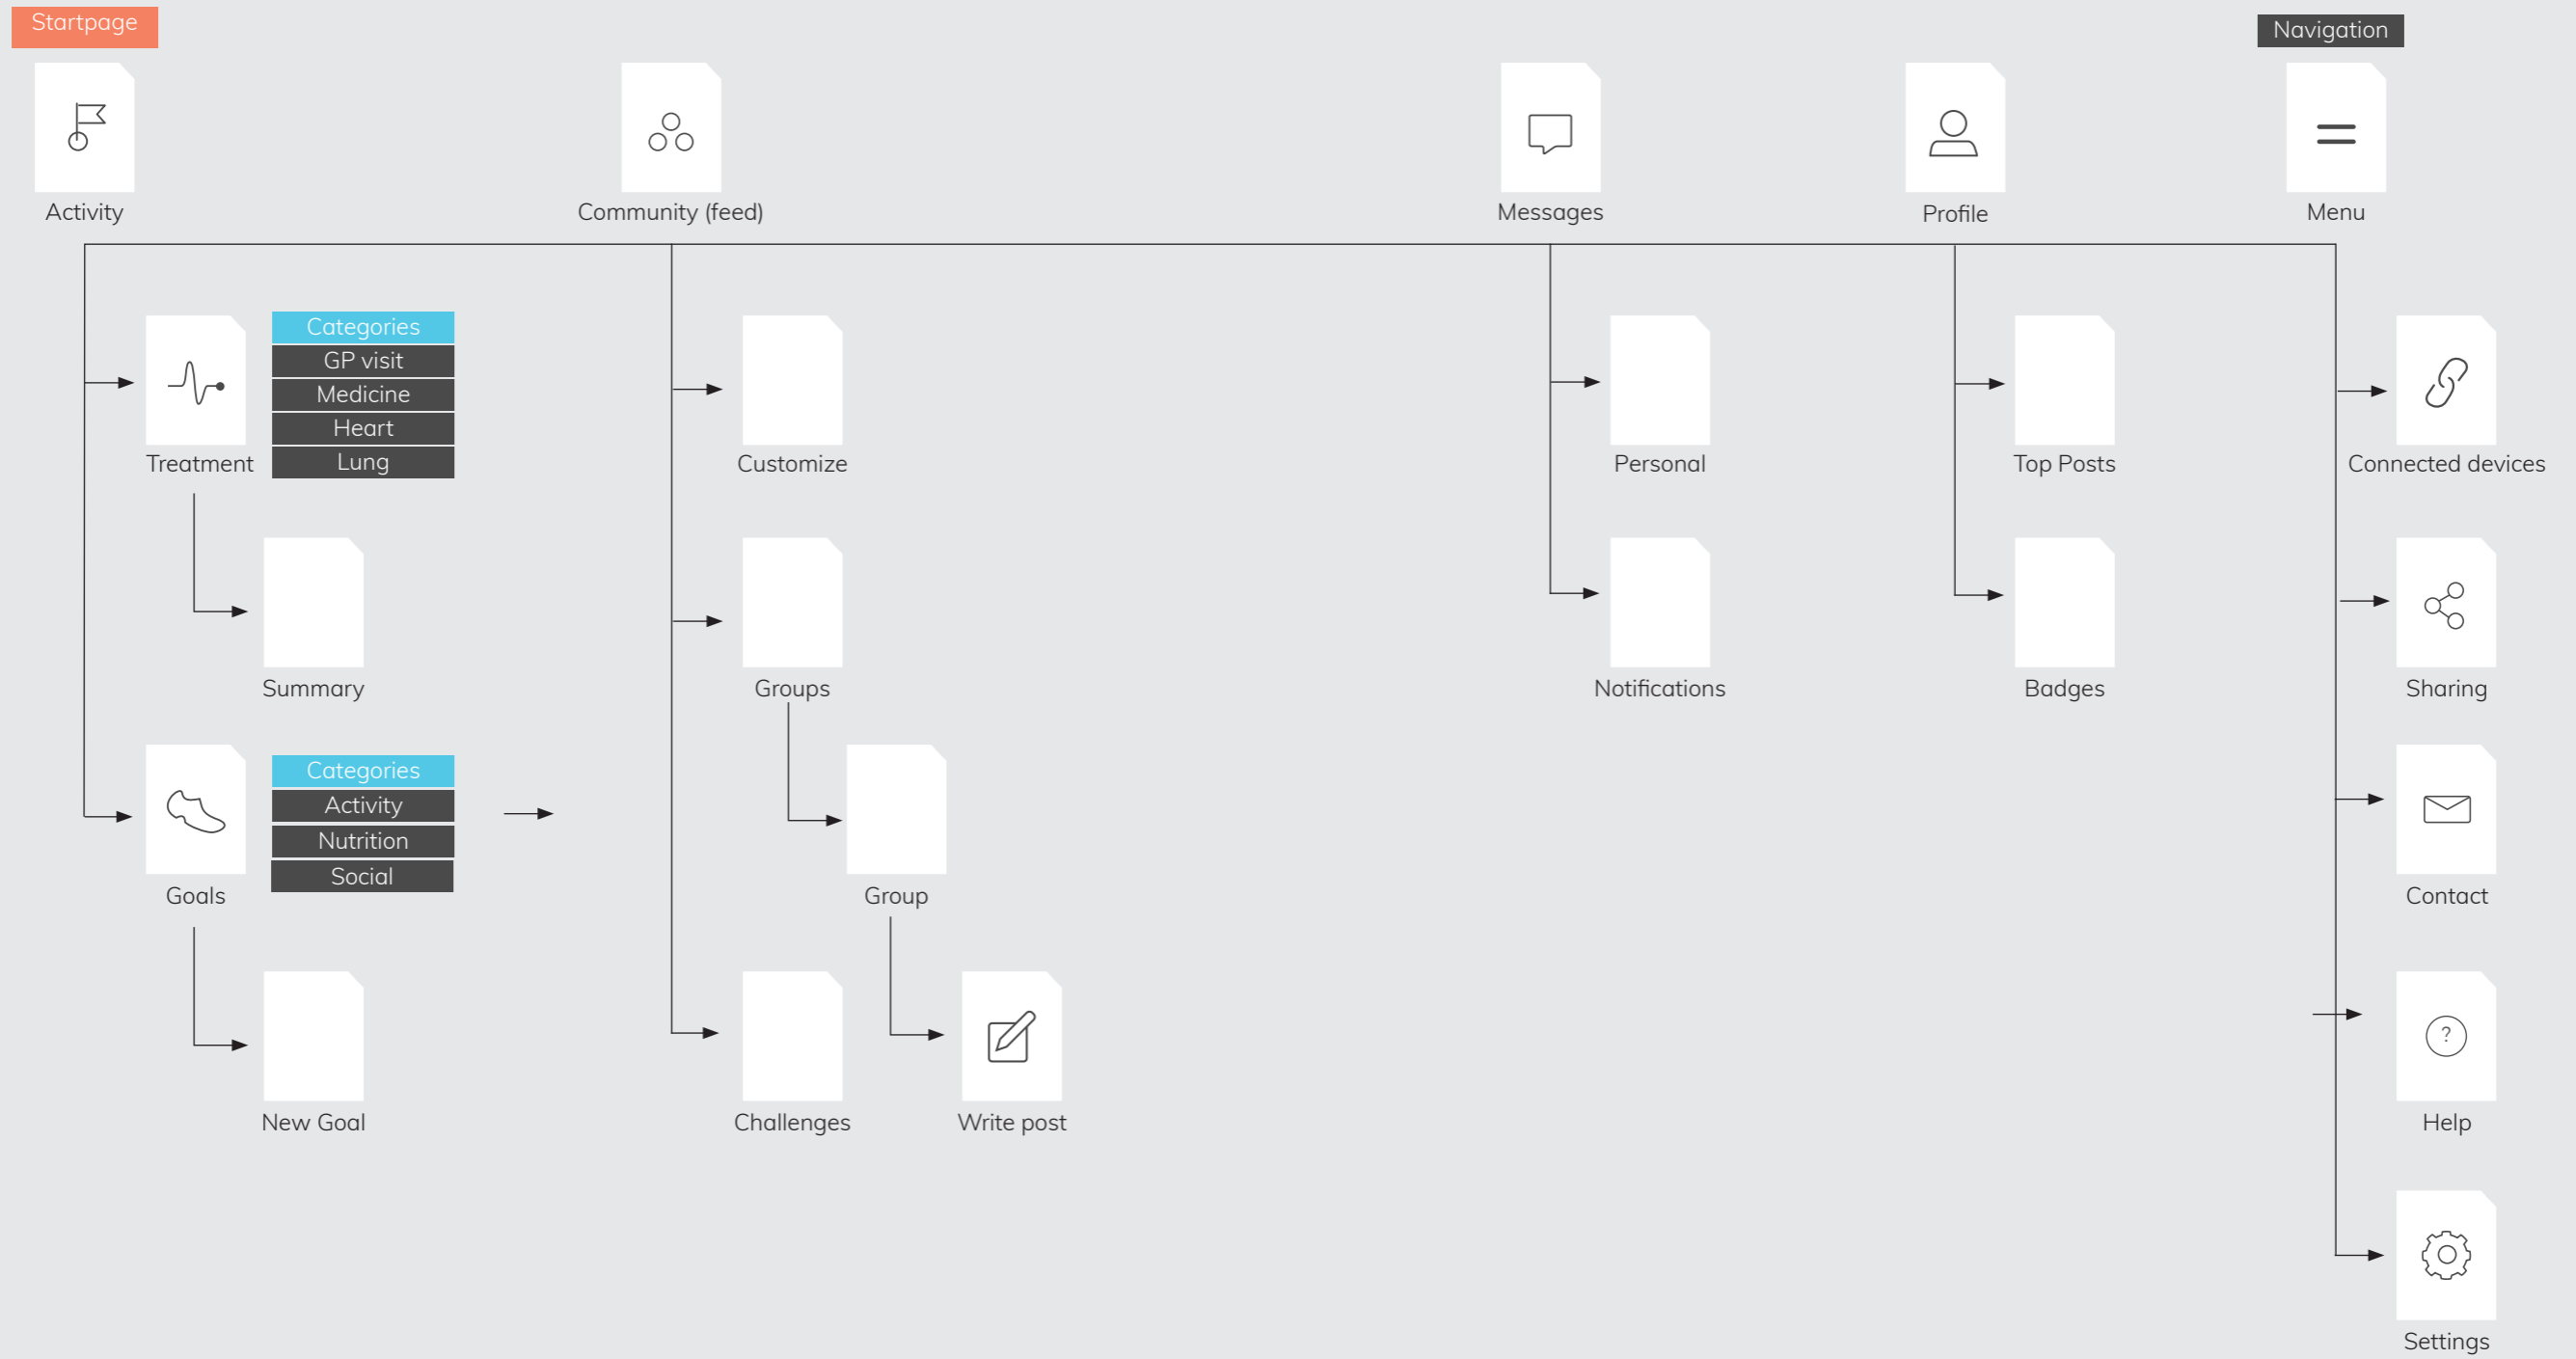 Startpage
Navigation
Activity
Community (feed)
Messages
Profile
Menu
Categories
GP visit
Medicine
Heart
Lung
Treatment
Customize
Personal
Top Posts
Connected devices
Summary
Groups
Notifications
Badges
Sharing
Categories
Activity
Nutrition
Social
Goals
Group
Contact
?
New Goal
Challenges
Write post
Help
Settings